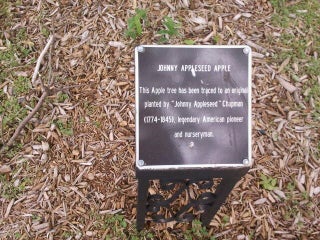 JOHNNY APPLESEED APPLE
This Apple tree has been traced to an original
planted by "Johnny Appleseed" Chapman
(1774-1845), legendary American pioneer
and nurseryman.